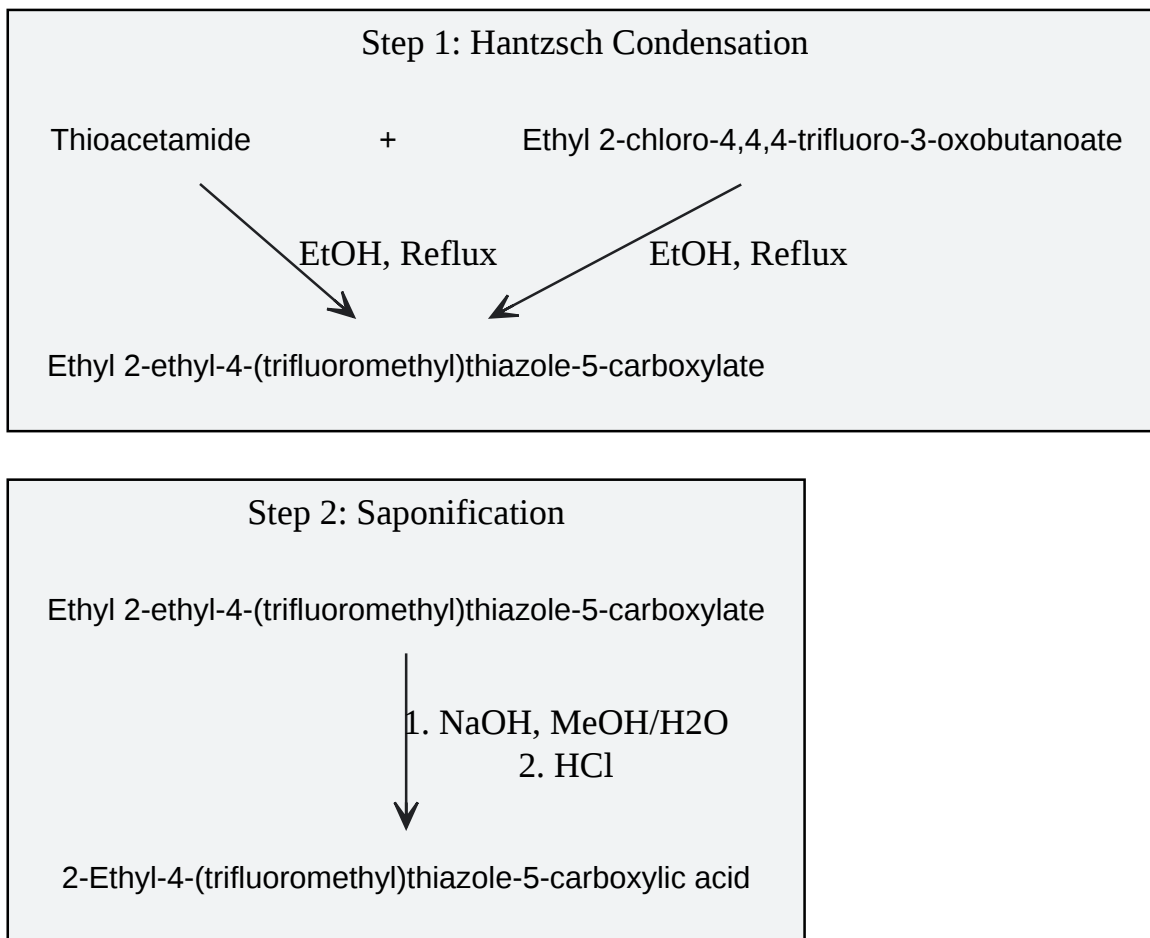 Step 1: Hantzsch Condensation
Thioacetamide + Ethyl 2-chloro-4,4,4-trifluoro-3-oxobutanoate
EtOH, Reflux EtOH, Reflux
Ethyl 2-ethyl-4-(trifluoromethyl)thiazole-5-carboxylate
Step 2: Saponification
Ethyl 2-ethyl-4-(trifluoromethyl)thiazole-5-carboxylate
1. NaOH, MeOH/H2O
2. HCl
2-Ethyl-4-(trifluoromethyl)thiazole-5-carboxylic acid